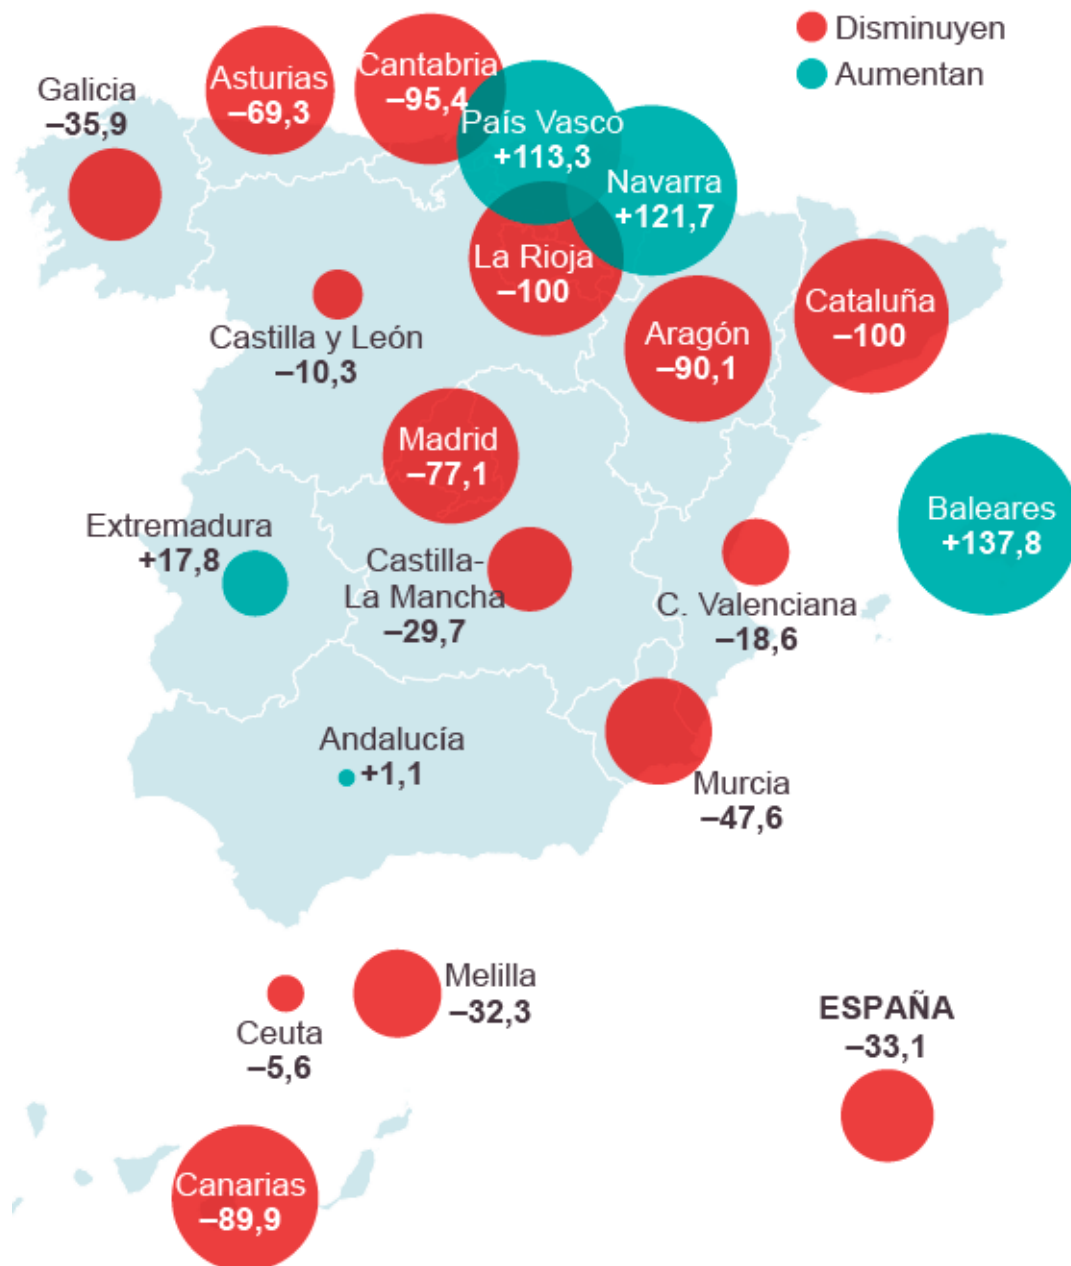 Disminuyen
Aumentan
Galicia
–35,9
Asturias
–69,3
Cantabria
–95,4
País Vasco
+113,3
Navarra
+121,7
La Rioja
–100
Castilla y León
–10,3
Aragón
–90,1
Cataluña
–100
Madrid
–77,1
Baleares
+137,8
Extremadura
+17,8
Castilla-
La Mancha
–29,7
C. Valenciana
–18,6
Andalucía
+1,1
Murcia
–47,6
Melilla
–32,3
Ceuta
–5,6
ESPAÑA
–33,1
Canarias
–89,9